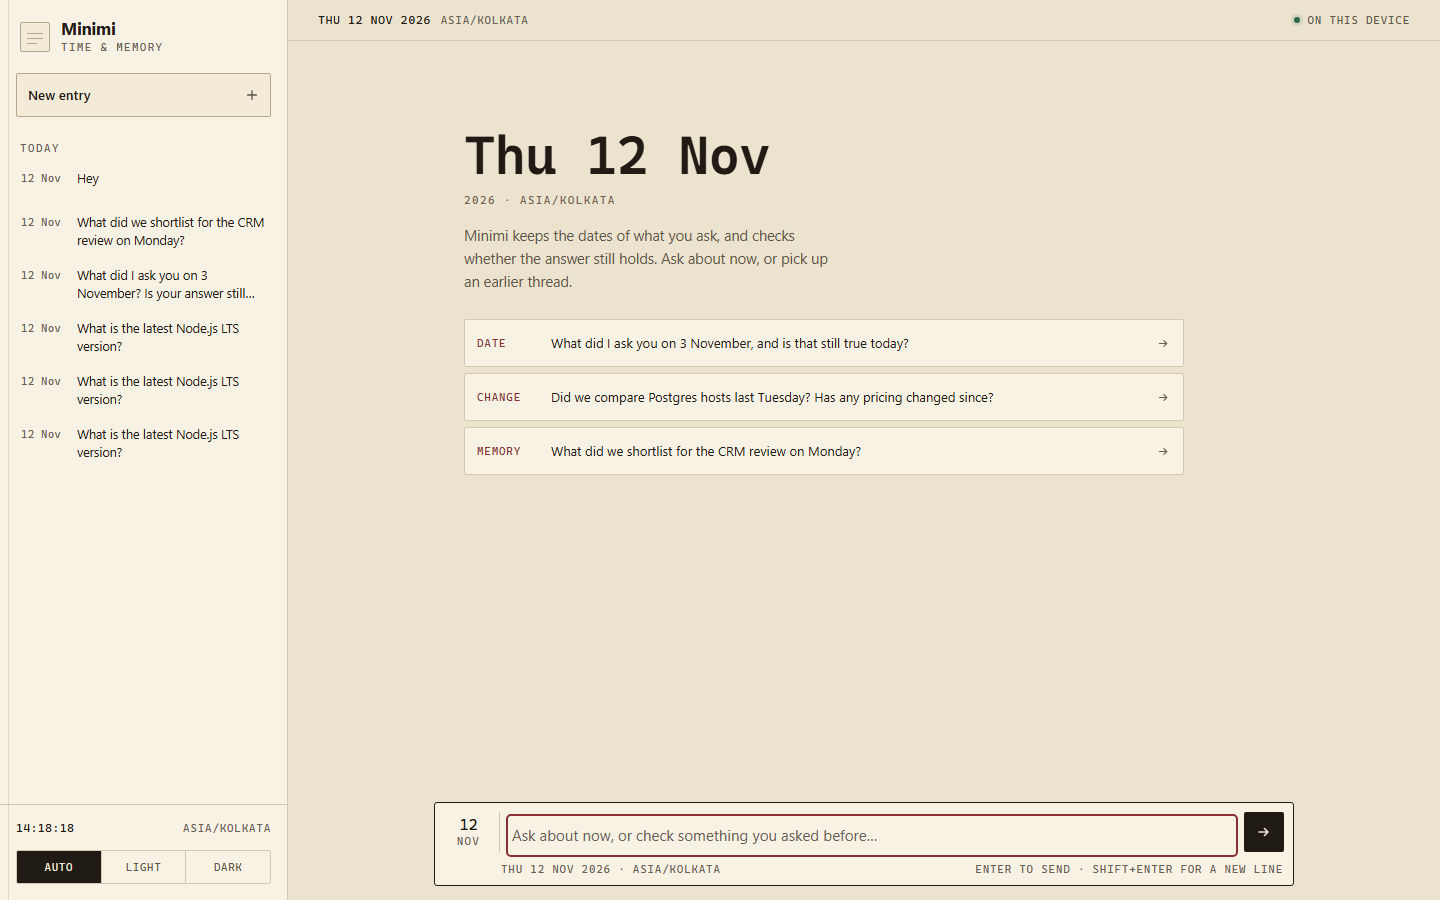 Minimi
TIME & MEMORY
New entry
TODAY
12 Nov Hey
12 Nov What did we shortlist for the CRM
review on Monday?
12 Nov What did I ask you on 3
November? Is your answer still…
12 Nov What is the latest Node.js LTS
version?
12 Nov What is the latest Node.js LTS
version?
12 Nov What is the latest Node.js LTS
version?
14:18:18 ASIA/KOLKATA
AUTO LIGHT DARK
THU 12 NOV 2026 ASIA/KOLKATA
ON THIS DEVICE
Thu 12 Nov
2026 · ASIA/KOLKATA
Minimi keeps the dates of what you ask, and checks
whether the answer still holds. Ask about now, or pick up
an earlier thread.
DATE What did I ask you on 3 November, and is that still true today? →
CHANGE Did we compare Postgres hosts last Tuesday? Has any pricing changed since? →
MEMORY What did we shortlist for the CRM review on Monday? →
12
NOV
Ask about now, or check something you asked before…
THU 12 NOV 2026 · ASIA/KOLKATA
ENTER TO SEND · SHIFT+ENTER FOR A NEW LINE